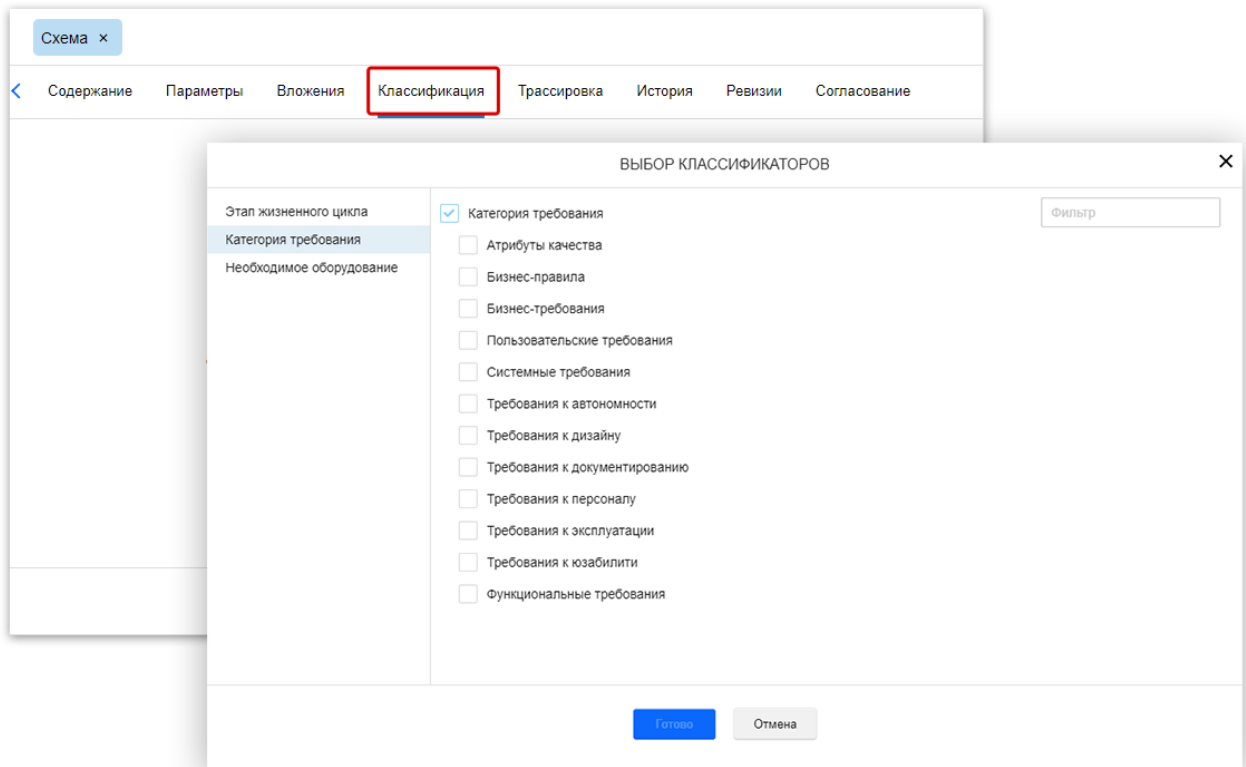 Схема ×
Содержание Параметры Вложения Классификация Трассировка История Ревизии Согласование
ВЫБОР КЛАССИФИКАТОРОВ
Этап жизненного цикла
Категория требования
Необходимое оборудование
Категория требования
Фильтр
Атрибуты качества
Бизнес-правила
Бизнес-требования
Пользовательские требования
Системные требования
Требования к автономности
Требования к дизайну
Требования к документированию
Требования к персоналу
Требования к эксплуатации
Требования к юзабилити
Функциональные требования
Готово Отмена